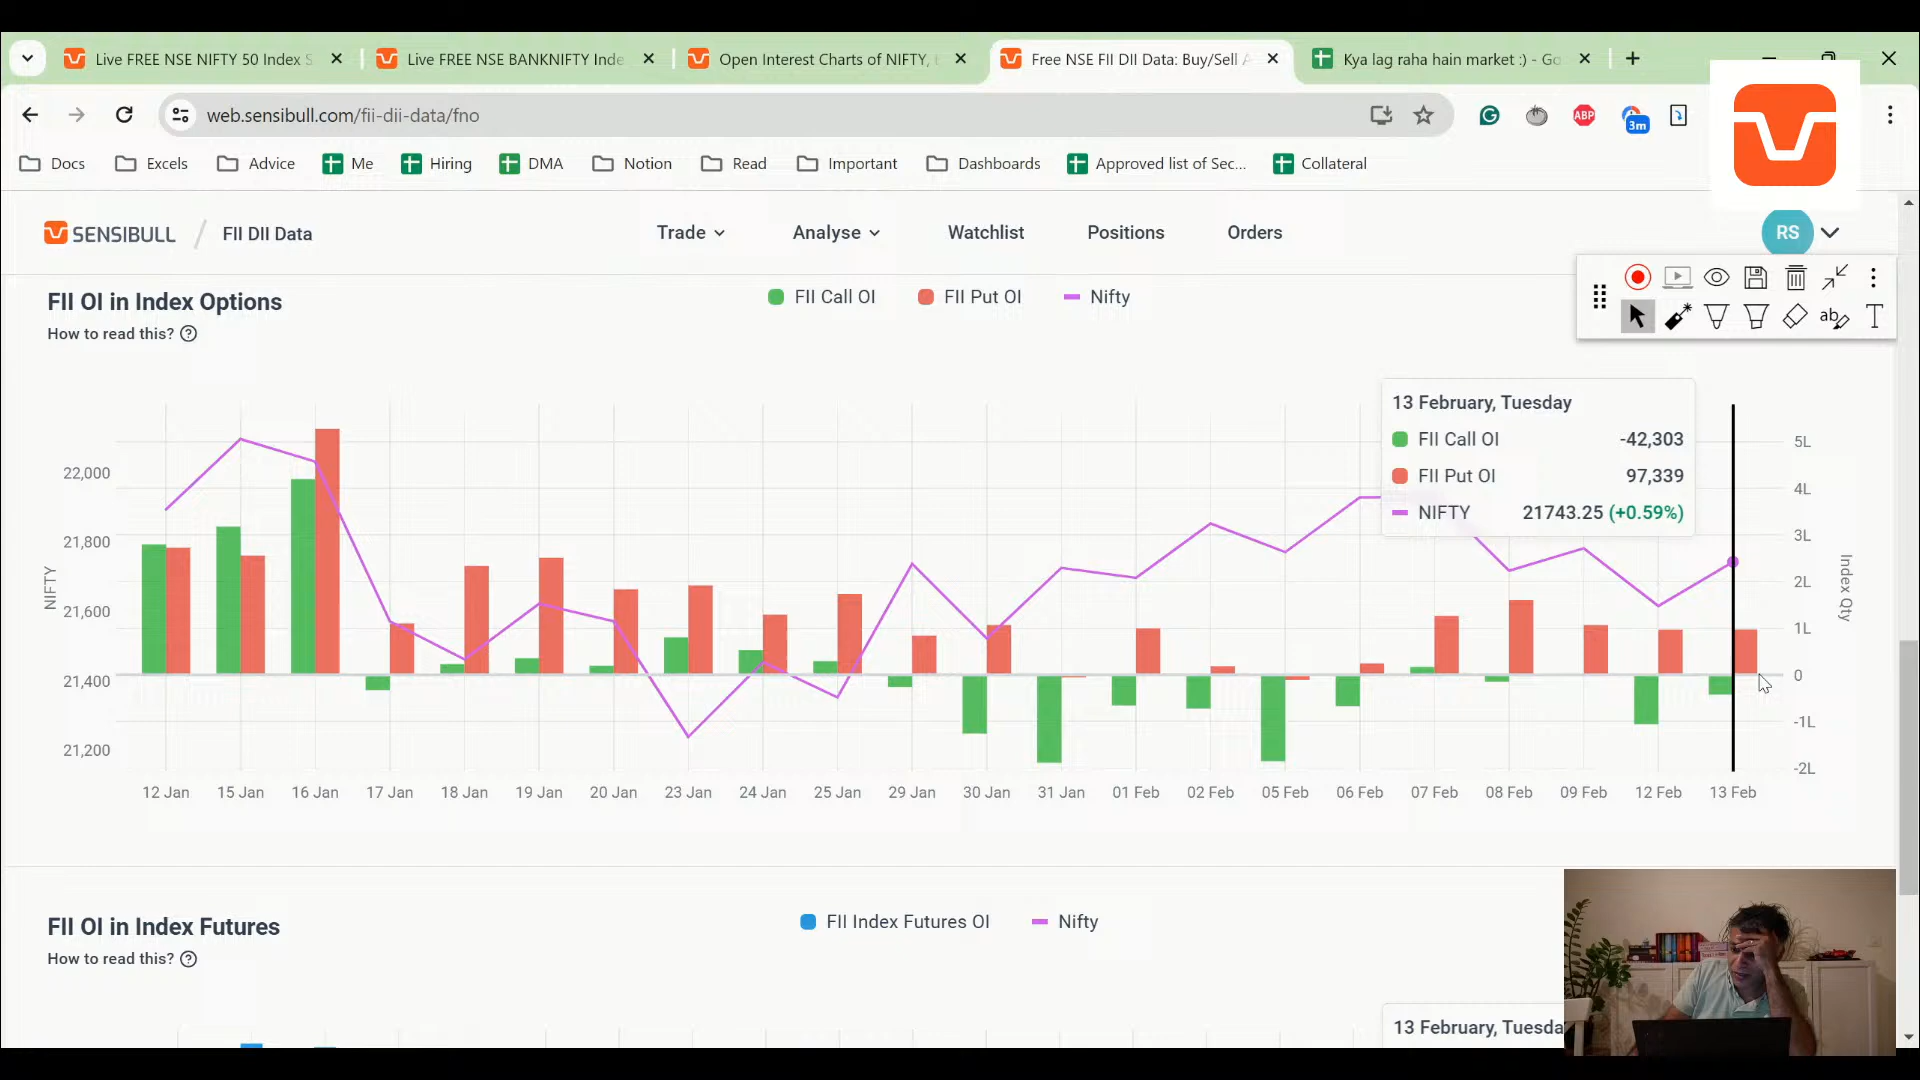 Live FREE NSE NIFTY 50 Index S
Live FREE NSE BANKNIFTY Inde
Open Interest Charts of NIFTY,
Free NSE FII DII Data: Buy/Sell A
Kya lag raha hain market :) - Go
web.sensibull.com/fii-dii-data/fno
ABP
3m
Docs
Excels
Advice
Me
Hiring
DMA
Notion
Read
Important
Dashboards
Approved list of Sec...
Collateral
SENSIBULL / FII DII Data
Trade
Analyse
Watchlist
Positions
Orders
RS
FII OI in Index Options
How to read this? ?
FII Call OI
FII Put OI
Nifty
ab
T
13 February, Tuesday
FII Call OI -42,303
FII Put OI 97,339
NIFTY 21743.25 (+0.59%)
NIFTY
22,000
21,800
21,600
21,400
21,200
5L
4L
3L
2L
1L
0
-1L
-2L
Index Qty
12 Jan 15 Jan 16 Jan 17 Jan 18 Jan 19 Jan 20 Jan 23 Jan 24 Jan 25 Jan 29 Jan 30 Jan 31 Jan 01 Feb 02 Feb 05 Feb 06 Feb 07 Feb 08 Feb 09 Feb 12 Feb 13 Feb
FII OI in Index Futures
How to read this? ?
FII Index Futures OI
Nifty
13 February, Tuesda